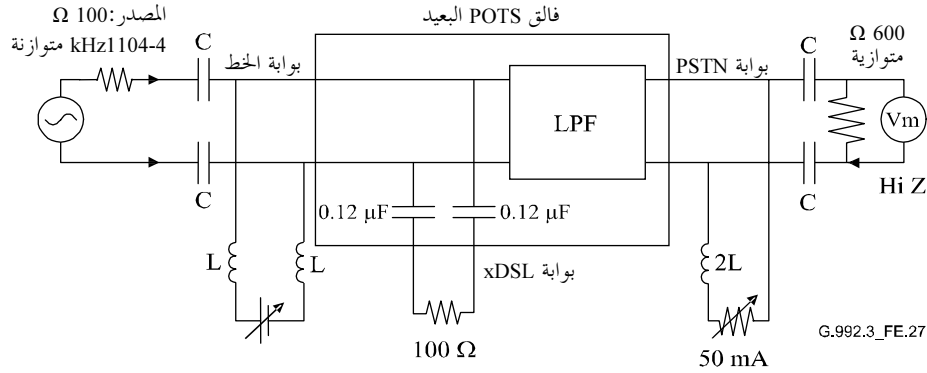 فالق POTS البعيد
المصدر: 100 Ω
4-1104kHz متوازنة
C
بوابة الخط
بوابة PSTN
C
600 Ω
متوازية
LPF
Vm
C
C
Hi Z
0.12 µF
0.12 µF
L
L
بوابة xDSL
2L
100 Ω
50 mA
G.992.3_FE.27